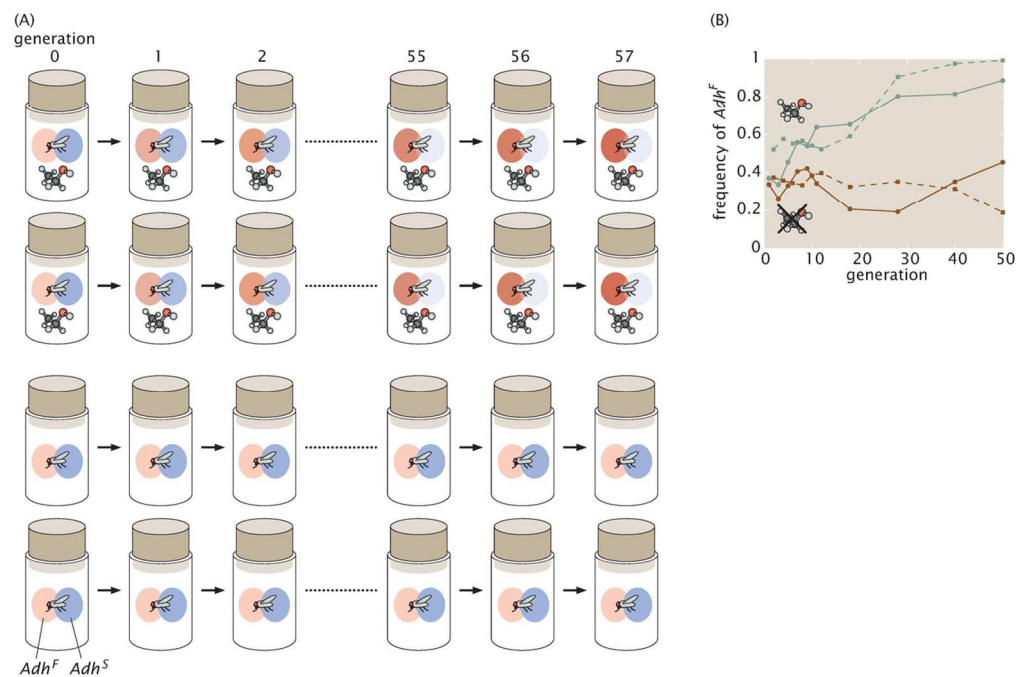 (A)
generation
0 1 2 55 56 57
Adh^F Adh^S
(B)
frequency of Adh^F
1
0.8
0.6
0.4
0.2
0
0 10 20 30 40 50
generation